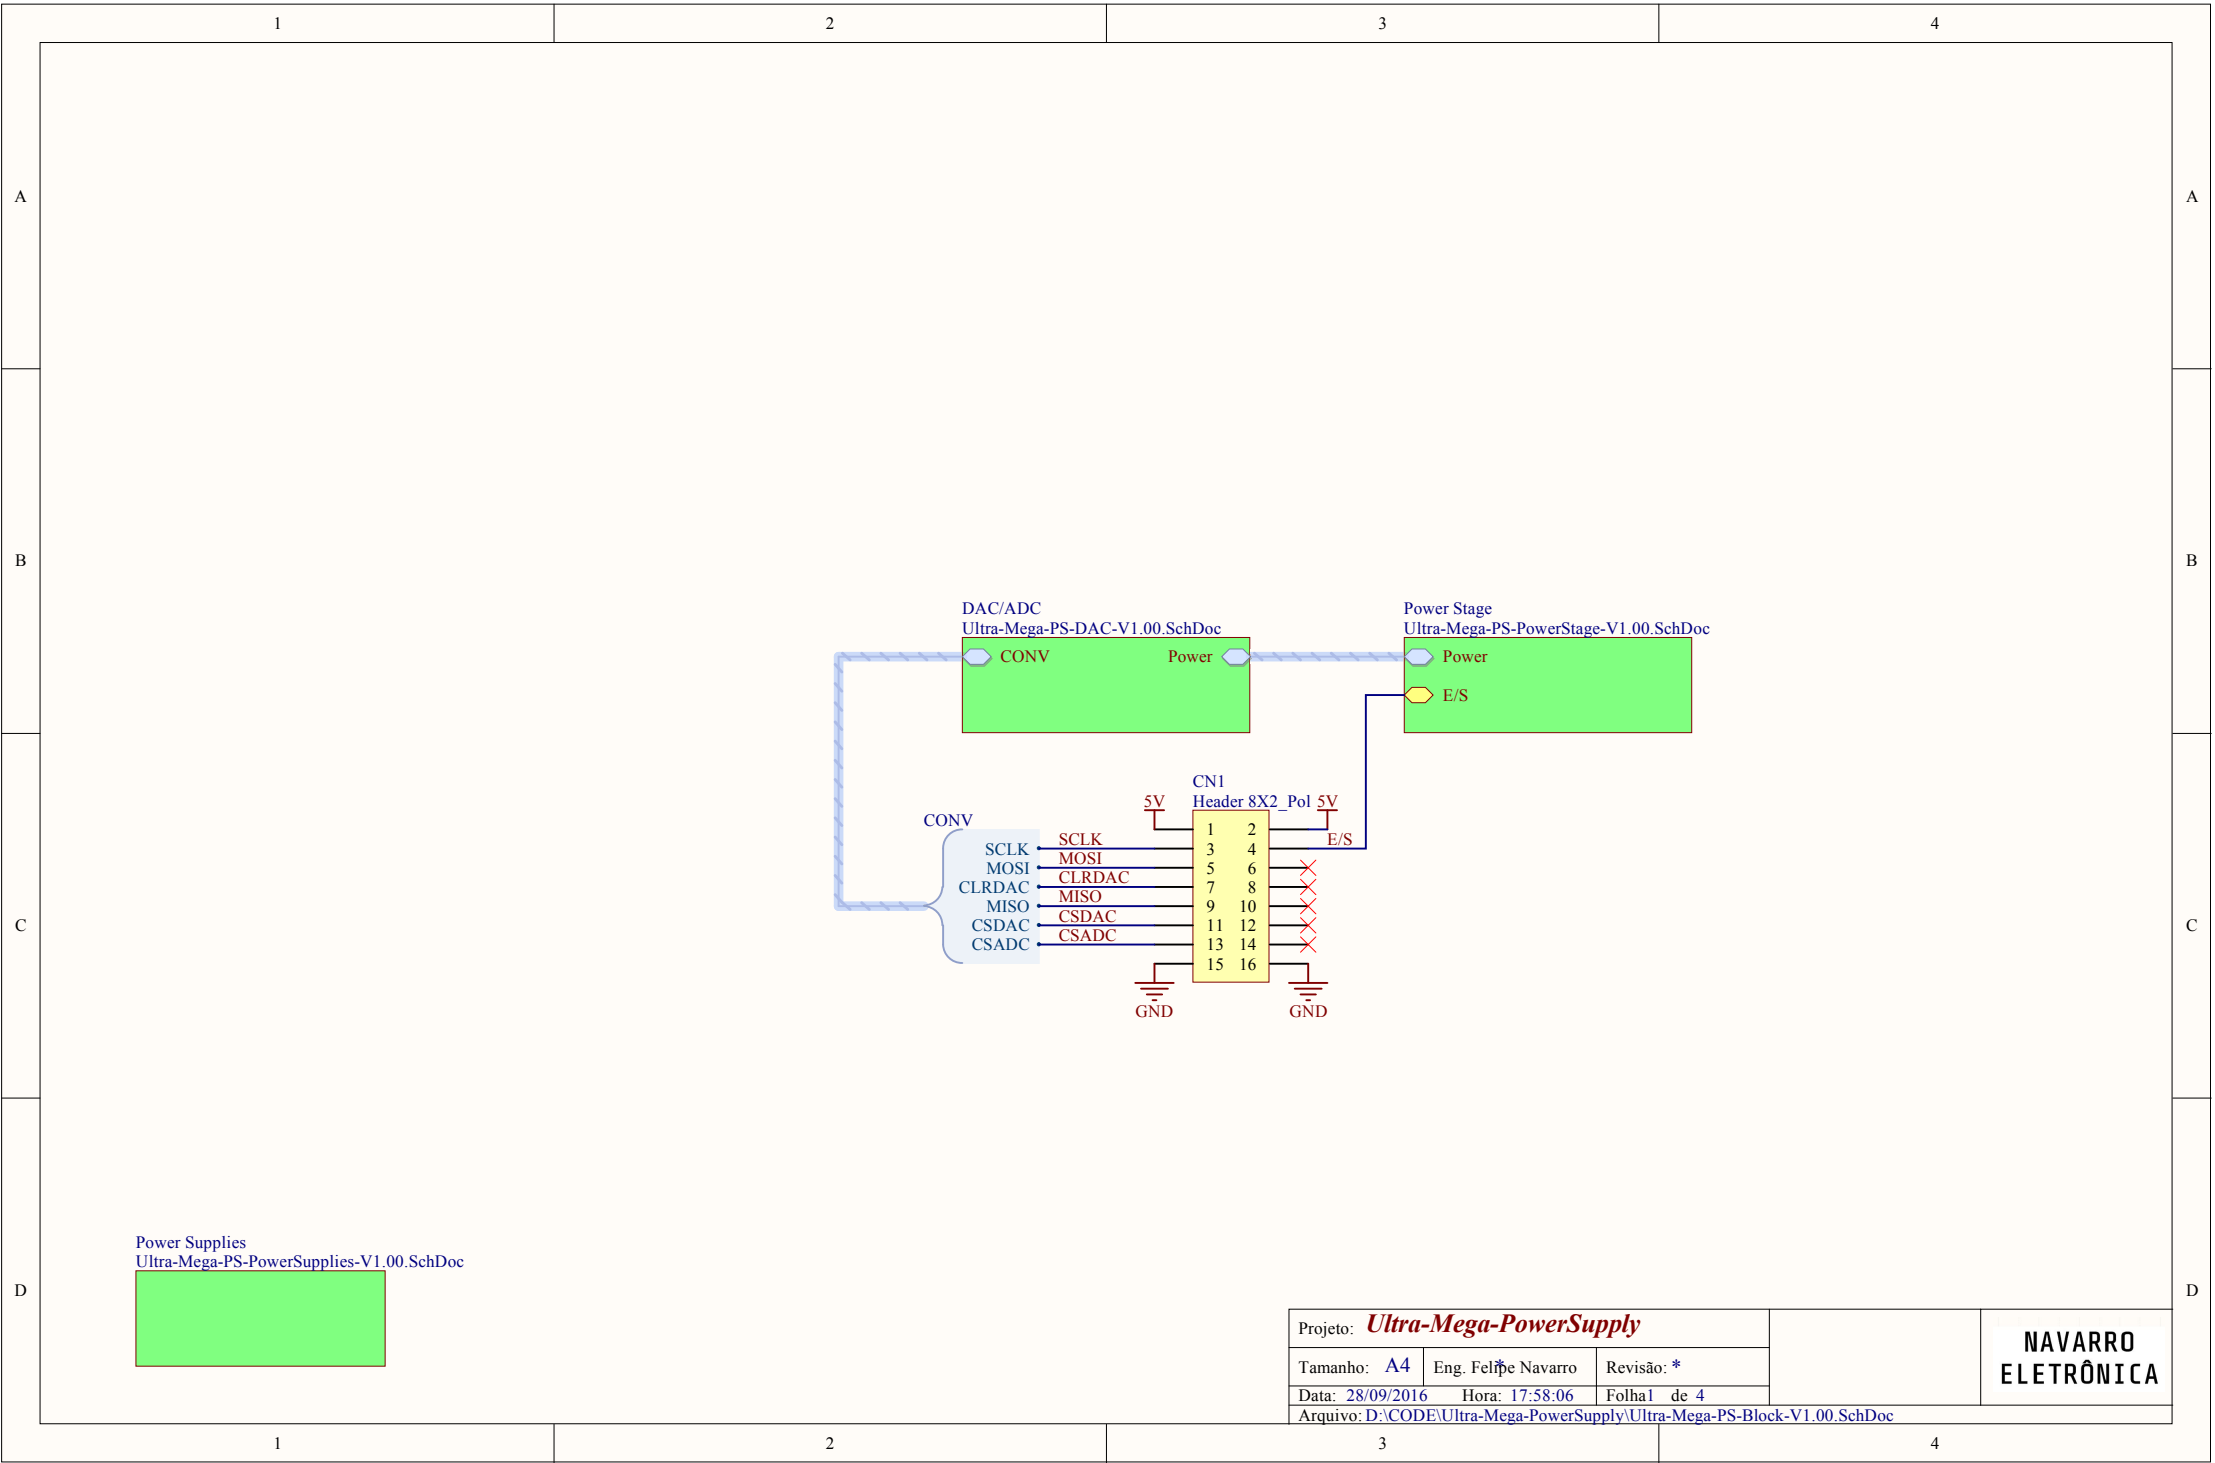 1 2 3 4
A A
B B
DAC/ADC
Ultra-Mega-PS-DAC-V1.00.SchDoc
CONV Power
Power Stage
Ultra-Mega-PS-PowerStage-V1.00.SchDoc
Power
E/S
CN1
5V Header 8X2_Pol 5V
CONV
1 2
SCLK SCLK 3 4 E/S
MOSI MOSI 5 6
CLRDAC CLRDAC 7 8
MISO MISO 9 10
CSDAC CSDAC 11 12
CSADC CSADC 13 14
15 16
GND GND
C C
Power Supplies
Ultra-Mega-PS-PowerSupplies-V1.00.SchDoc
D D
Projeto: Ultra-Mega-PowerSupply
Tamanho: A4 Eng. Felipe Navarro * Revisão: *
Data: 28/09/2016 Hora: 17:58:06 Folha1 de 4
Arquivo: D:\CODE\Ultra-Mega-PowerSupply\Ultra-Mega-PS-Block-V1.00.SchDoc
NAVARRO
ELETRÔNICA
1 2 3 4